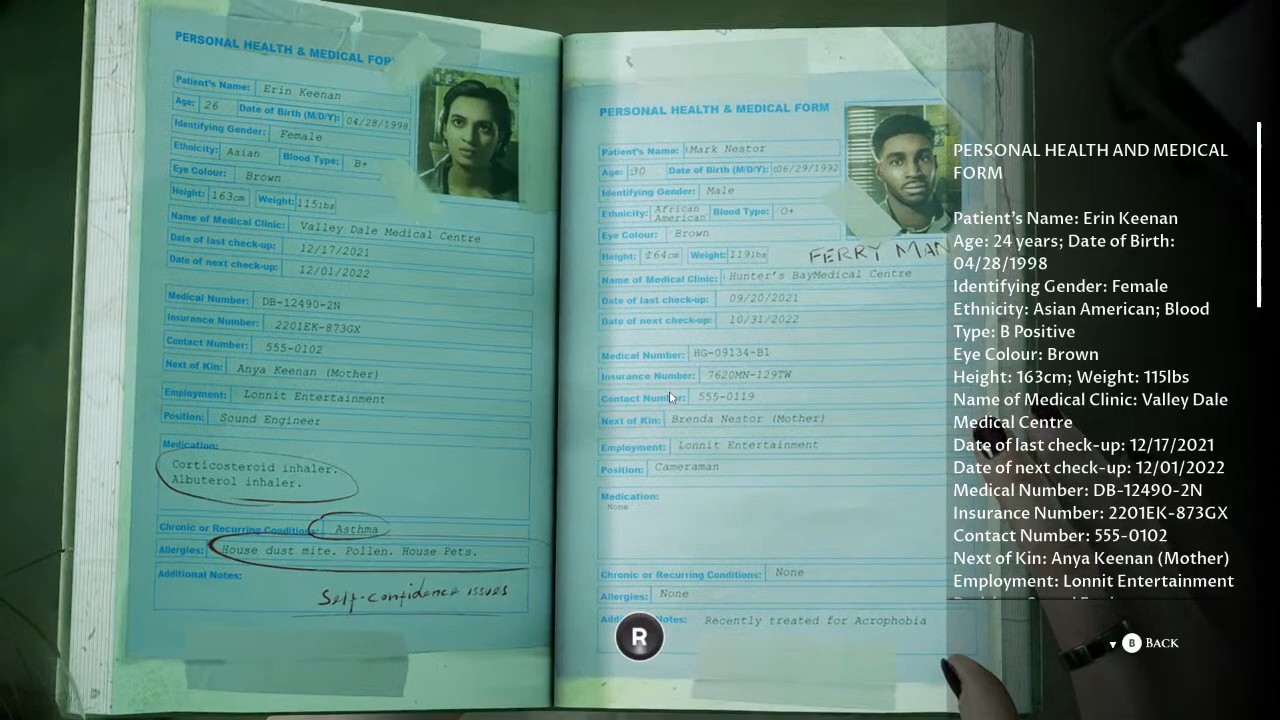 PERSONAL HEALTH & MEDICAL FOR
Patient's Name: Erin Keenan
Age: 26 Date of Birth (M/D/Y): 04/28/1998
Identifying Gender: Female
Ethnicity: Asian Blood Type: B+
Eye Colour: Brown
Height: 163cm Weight: 115lbs
Name of Medical Clinic: Valley Dale Medical Centre
Date of last check-up: 12/17/2021
Date of next check-up: 12/01/2022
Medical Number: DB-12490-2N
Insurance Number: 2201EK-873GX
Contact Number: 555-0102
Next of Kin: Anya Keenan (Mother)
Employment: Lonnit Entertainment
Position: Sound Engineer
Medication:
Corticosteroid inhaler.
Albuterol inhaler.
Chronic or Recurring Conditions: Asthma
Allergies: House dust mite. Pollen. House Pets.
Additional Notes:
Self-confidence issues
PERSONAL HEALTH & MEDICAL FORM
Patient's Name: Mark Nestor
Age: 30 Date of Birth (M/D/Y): 06/29/1992
Identifying Gender: Male
Ethnicity: African American Blood Type: O+
Eye Colour: Brown
FERRY MAN
Height: 164cm Weight: 119lbs
Name of Medical Clinic: Hunter's BayMedical Centre
Date of last check-up: 09/20/2021
Date of next check-up: 10/31/2022
Medical Number: HG-09134-B1
Insurance Number: 7620MN-129TW
Contact Number: 555-0119
Next of Kin: Brenda Nestor (Mother)
Employment: Lonnit Entertainment
Position: Cameraman
Medication:
None
Chronic or Recurring Conditions: None
Allergies: None
Notes: Recently treated for Acrophobia
R
PERSONAL HEALTH AND MEDICAL
FORM
Patient's Name: Erin Keenan
Age: 24 years; Date of Birth:
04/28/1998
Identifying Gender: Female
Ethnicity: Asian American; Blood
Type: B Positive
Eye Colour: Brown
Height: 163cm; Weight: 115lbs
Name of Medical Clinic: Valley Dale
Medical Centre
Date of last check-up: 12/17/2021
Date of next check-up: 12/01/2022
Medical Number: DB-12490-2N
Insurance Number: 2201EK-873GX
Contact Number: 555-0102
Next of Kin: Anya Keenan (Mother)
Employment: Lonnit Entertainment
B BACK